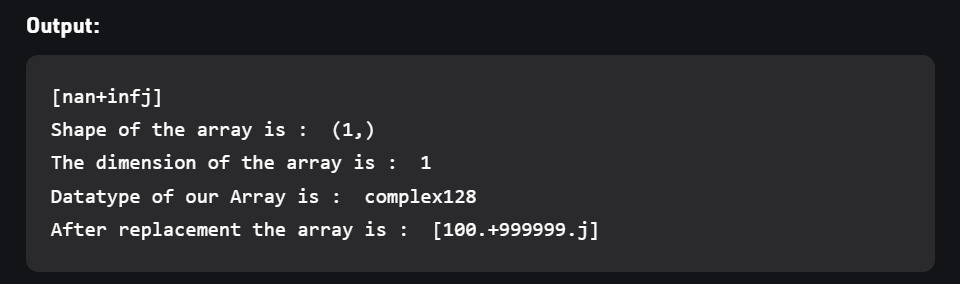 Output:
[nan+infj]
Shape of the array is :  (1,)
The dimension of the array is :  1
Datatype of our Array is :  complex128
After replacement the array is :  [100.+999999.j]